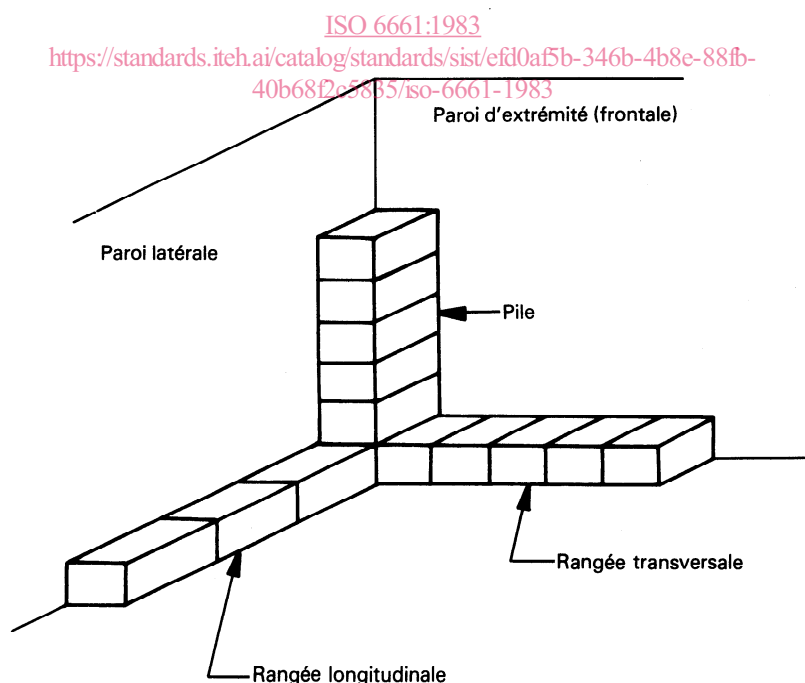 ISO 6661:1983
https://standards.iteh.ai/catalog/standards/sist/efd0af5b-346b-4b8e-88fb-
40b68f2c5835/iso-6661-1983
Paroi d'extrémité (frontale)
Paroi latérale
Pile
Rangée transversale
Rangée longitudinale